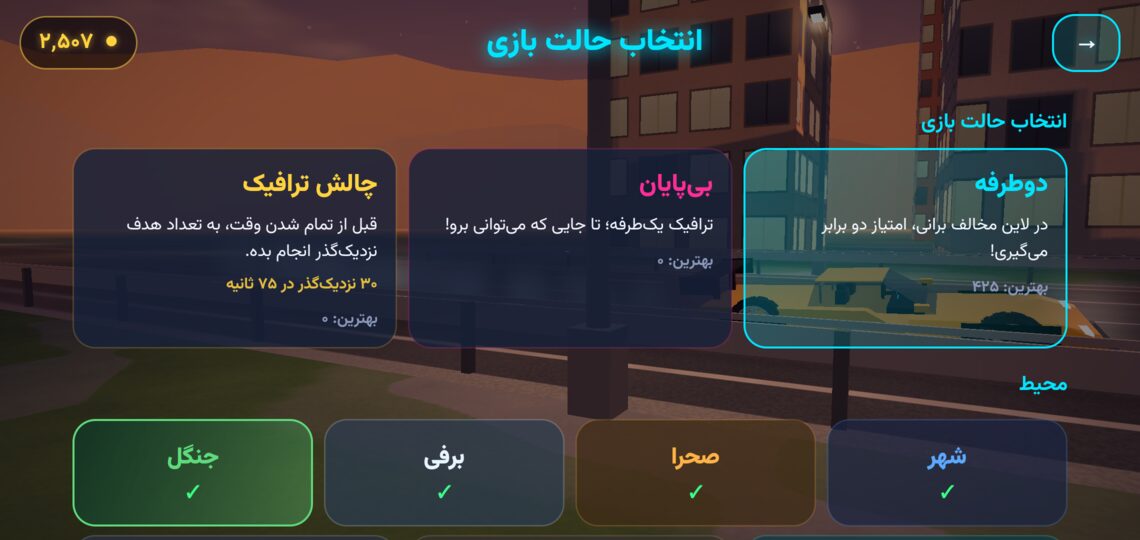 انتخاب حالت بازی
۲,۵۰۷
→
انتخاب حالت بازی
دوطرفه
در لاین مخالف برانی، امتیاز دو برابر
می‌گیری!
بهترین: ۴۲۵
بی‌پایان
ترافیک یک‌طرفه؛ تا جایی که می‌توانی برو!
بهترین: ۰
چالش ترافیک
قبل از تمام شدن وقت، به تعداد هدف
نزدیک‌گذر انجام بده.
۳۰ نزدیک‌گذر در ۷۵ ثانیه
بهترین: ۰
محیط
شهر
✓
صحرا
✓
برفی
✓
جنگل
✓